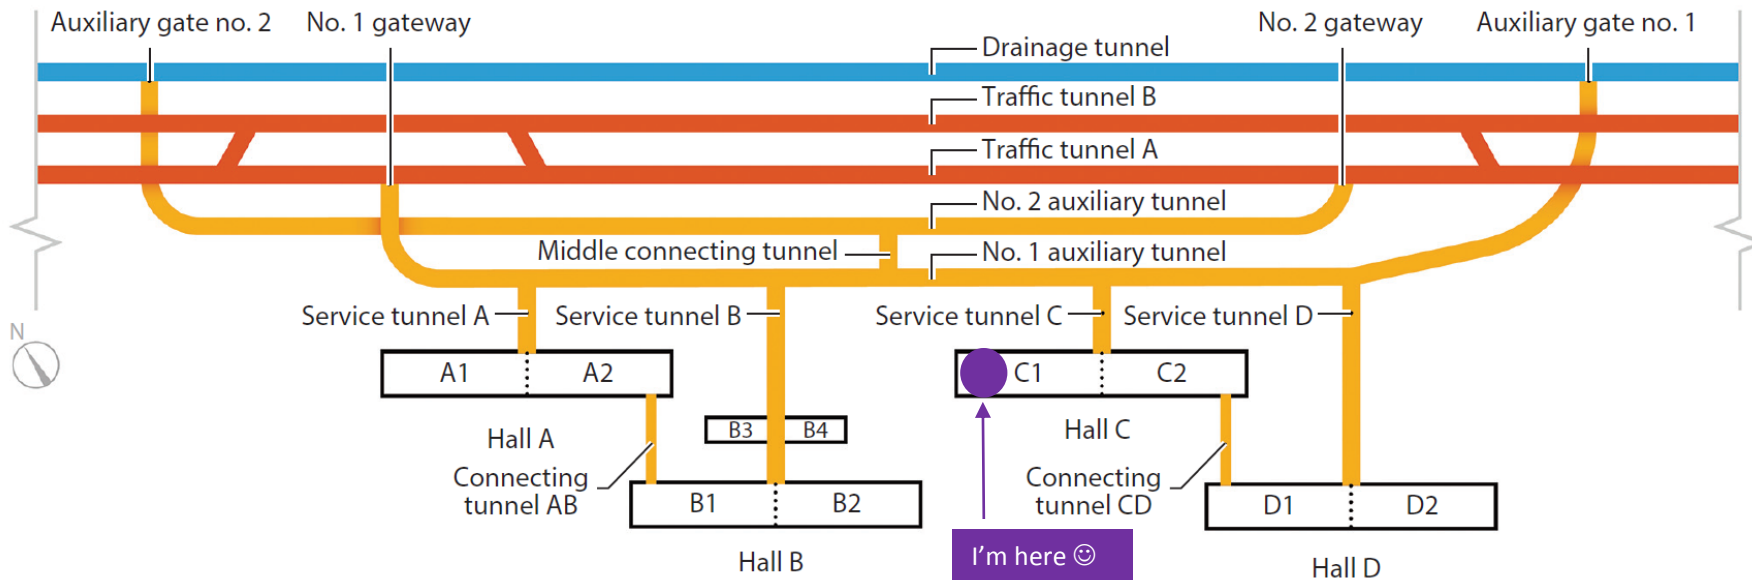 Auxiliary gate no. 2
No. 1 gateway
No. 2 gateway
Auxiliary gate no. 1
Drainage tunnel
Traffic tunnel B
Traffic tunnel A
No. 2 auxiliary tunnel
Middle connecting tunnel
No. 1 auxiliary tunnel
Service tunnel A
Service tunnel B
Service tunnel C
Service tunnel D
N
A1
A2
C1
C2
B3
B4
Hall A
Hall C
Connecting
tunnel AB
Connecting
tunnel CD
B1
B2
D1
D2
Hall B
I'm here ☺
Hall D